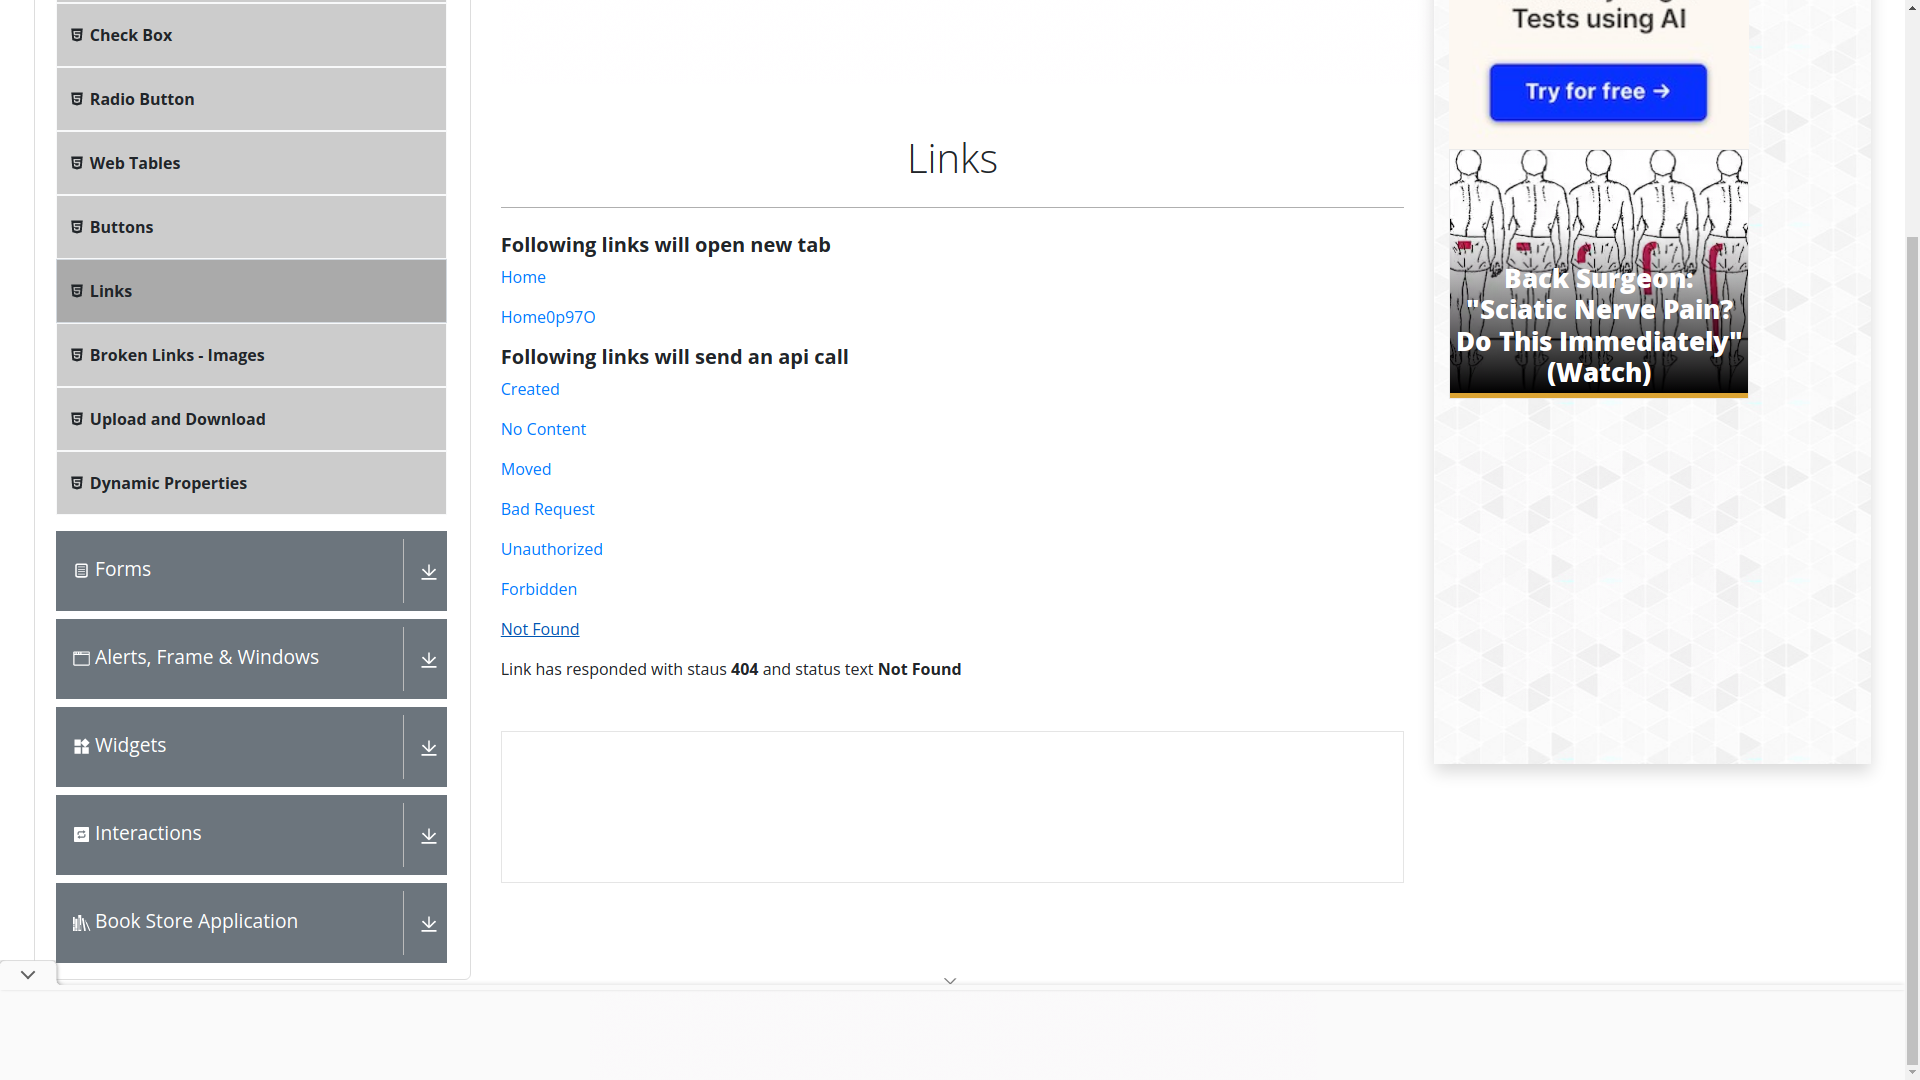 Check Box
Radio Button
Web Tables
Buttons
Links
Broken Links - Images
Upload and Download
Dynamic Properties
Forms
Alerts, Frame & Windows
Widgets
Interactions
Book Store Application
Links
Following links will open new tab
Home
Home0p97O
Following links will send an api call
Created
No Content
Moved
Bad Request
Unauthorized
Forbidden
Not Found
Link has responded with staus 404 and status text Not Found
Tests using AI
Try for free →
Back Surgeon:
"Sciatic Nerve Pain?
Do This Immediately"
(Watch)